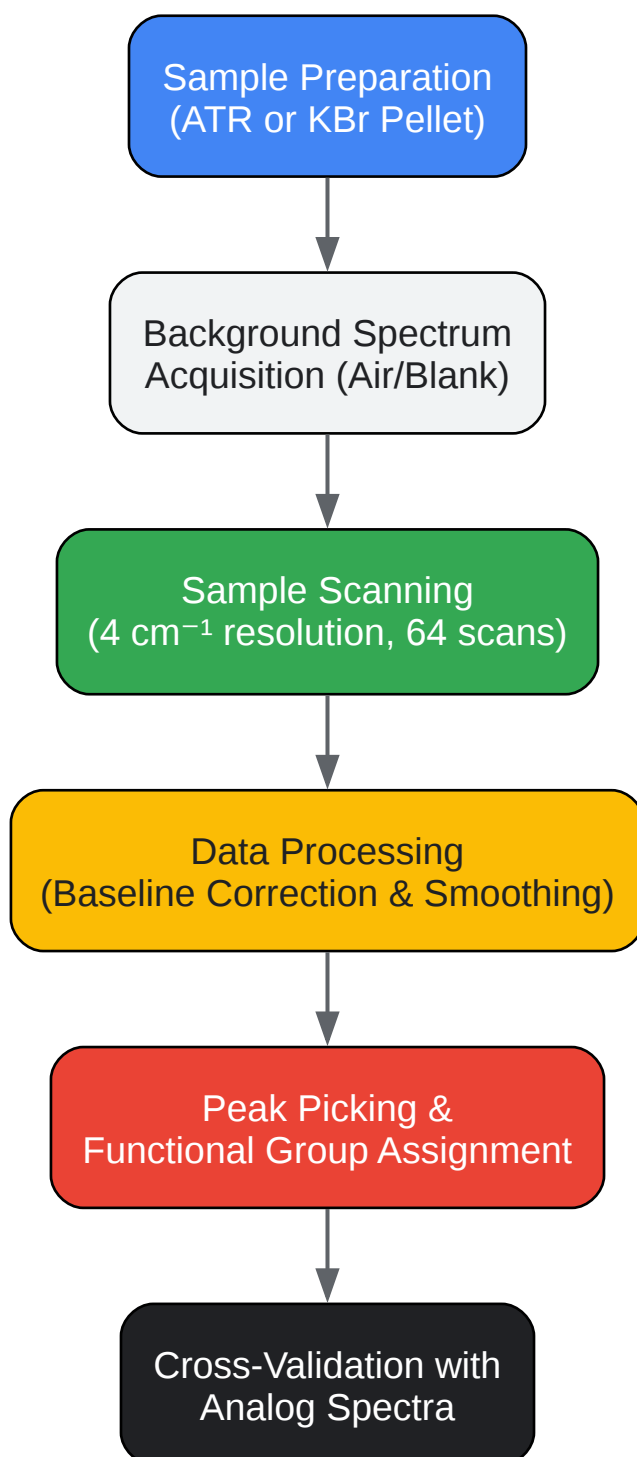 Sample Preparation
(ATR or KBr Pellet)
Background Spectrum
Acquisition (Air/Blank)
Sample Scanning
(4 cm⁻¹ resolution, 64 scans)
Data Processing
(Baseline Correction & Smoothing)
Peak Picking &
Functional Group Assignment
Cross-Validation with
Analog Spectra